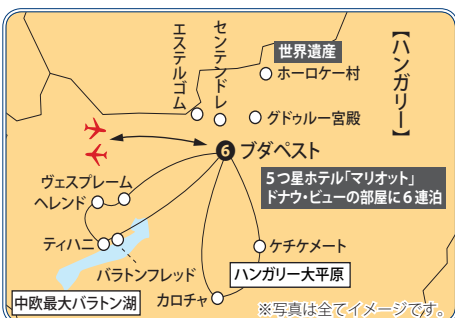 【ハンガリー】
世界遺産
ホーローケー村
センテンドレ
エステルゴム
グドゥルー宮殿
6 ブダペスト
5つ星ホテル「マリオット」
ドナウ・ビューの部屋に6連泊
ヴェスプレーム
ヘレンド
ティハニ
バラトンフレッド
ケチケメート
ハンガリー大平原
カロチャ
中欧最大バラトン湖
※写真は全てイメージです。